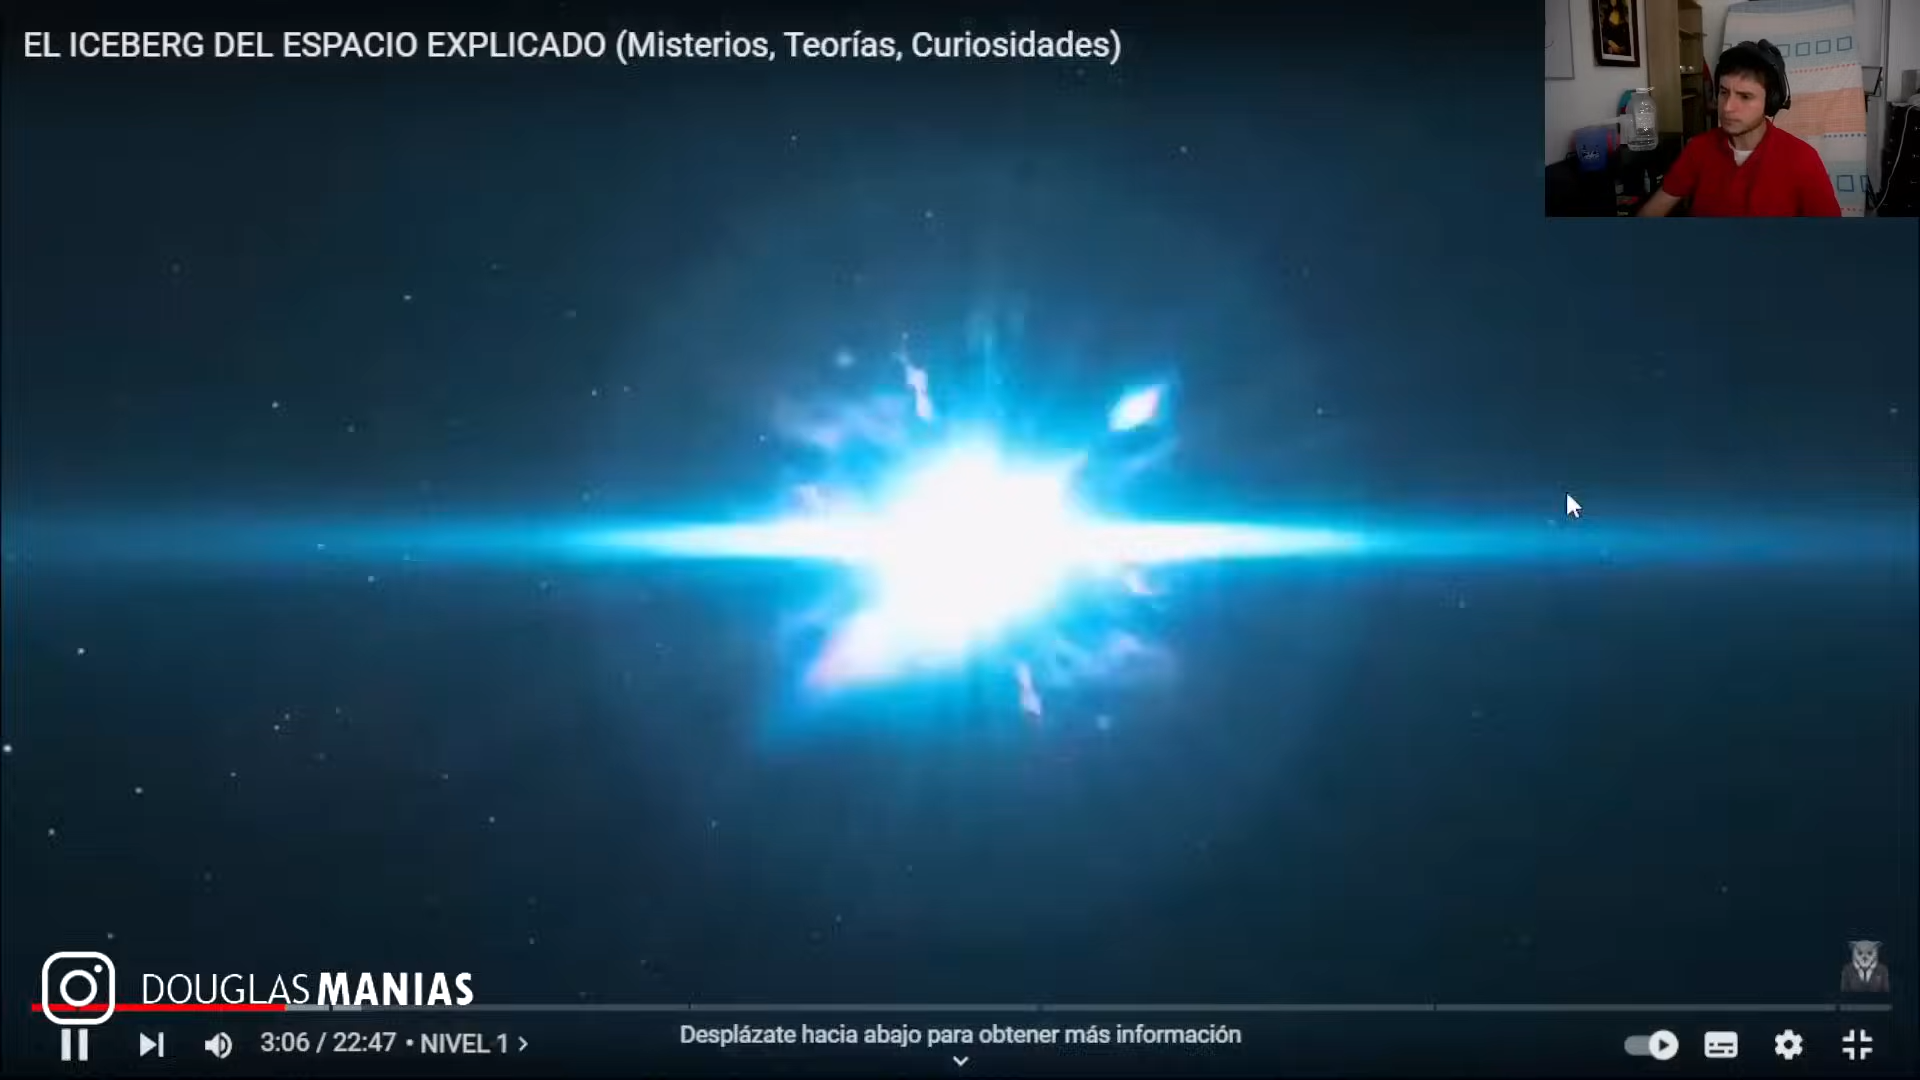 EL ICEBERG DEL ESPACIO EXPLICADO (Misterios, Teorías, Curiosidades)
DOUGLASMANIAS
3:06 / 22:47 • NIVEL 1
Desplázate hacia abajo para obtener más información